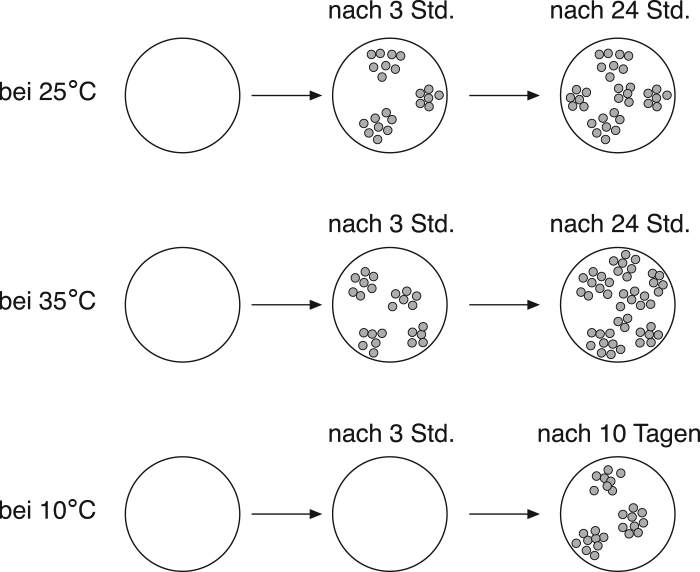 nach 3 Std. nach 24 Std.
bei 25°C
nach 3 Std. nach 24 Std.
bei 35°C
nach 3 Std. nach 10 Tagen
bei 10°C